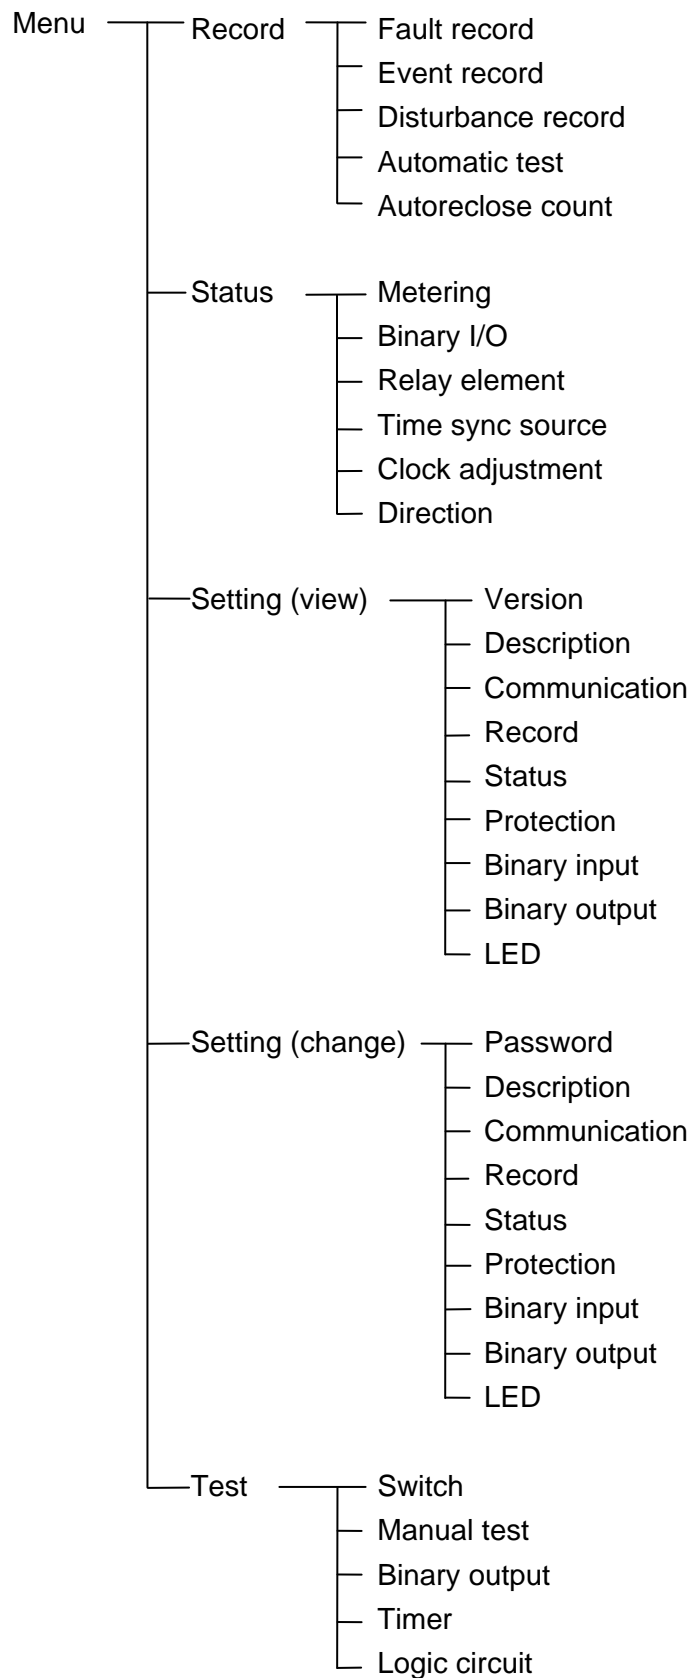 Menu
Record
Fault record
Event record
Disturbance record
Automatic test
Autoreclose count
Status
Metering
Binary I/O
Relay element
Time sync source
Clock adjustment
Direction
Setting (view)
Version
Description
Communication
Record
Status
Protection
Binary input
Binary output
LED
Setting (change)
Password
Description
Communication
Record
Status
Protection
Binary input
Binary output
LED
Test
Switch
Manual test
Binary output
Timer
Logic circuit